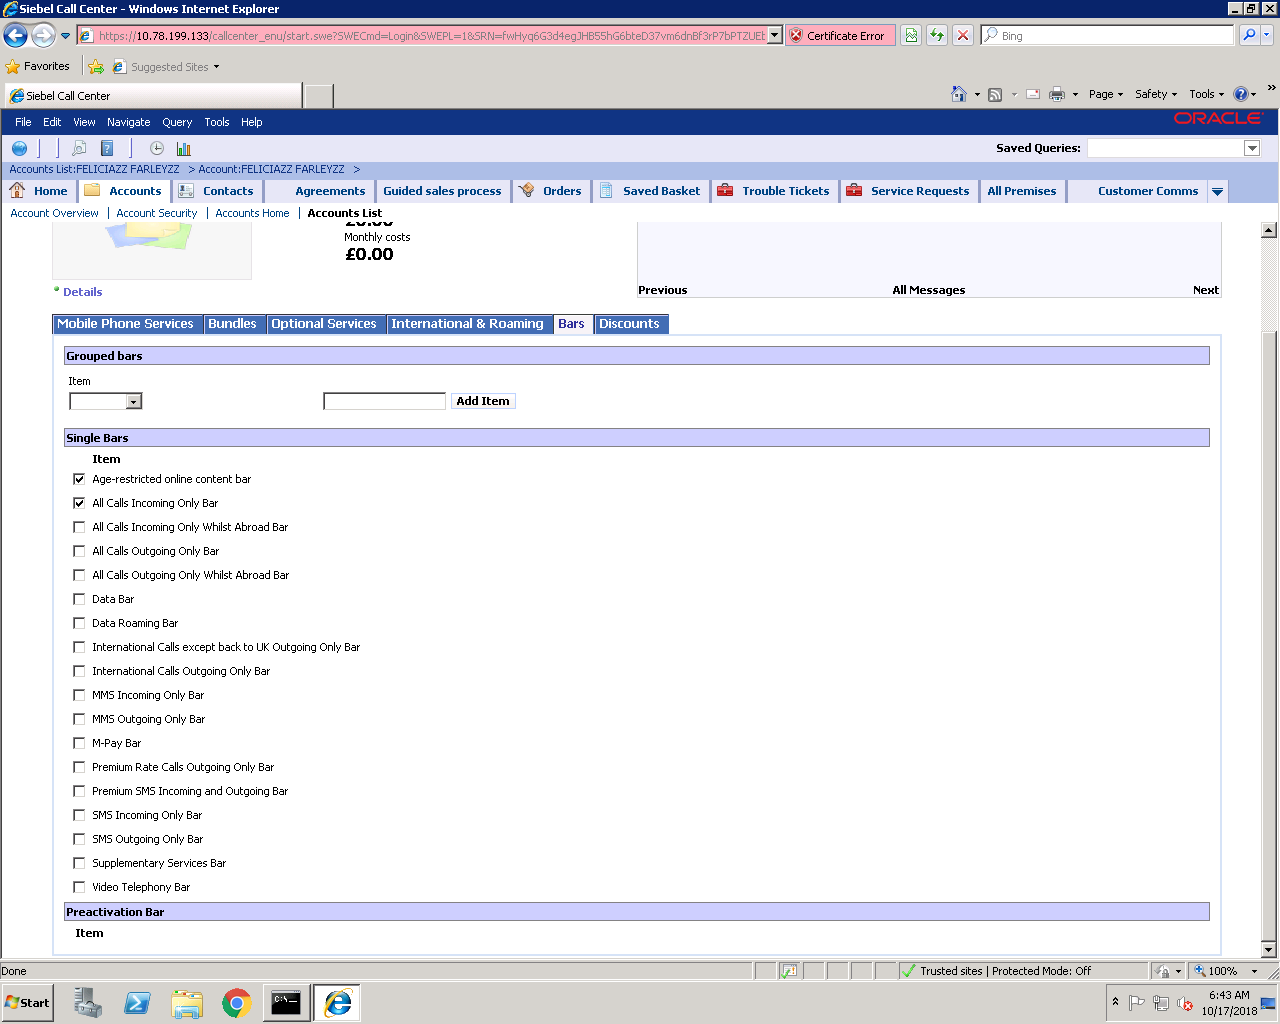 Siebel Call Center - Windows Internet Explorer
https://10.78.199.133/callcenter_enu/start.swe?SWECmd=Login&SWEPL=1&SRN=fwHyq6G3d4egJHB55hG6bteD37vm6dnBf3rP7bPTZUEb
Certificate Error
Bing
Favorites
Suggested Sites
Siebel Call Center
Page
Safety
Tools
File Edit View Navigate Query Tools Help
ORACLE
Saved Queries:
Accounts List:FELICIAZZ FARLEYZZ > Account:FELICIAZZ FARLEYZZ >
Home Accounts Contacts Agreements Guided sales process Orders Saved Basket Trouble Tickets Service Requests All Premises Customer Comms
Account Overview | Account Security | Accounts Home | Accounts List
£0.00
Monthly costs
£0.00
Previous All Messages Next
Details
Mobile Phone Services Bundles Optional Services International & Roaming Bars Discounts
Grouped bars
Item
Add Item
Single Bars
Item
Age-restricted online content bar
All Calls Incoming Only Bar
All Calls Incoming Only Whilst Abroad Bar
All Calls Outgoing Only Bar
All Calls Outgoing Only Whilst Abroad Bar
Data Bar
Data Roaming Bar
International Calls except back to UK Outgoing Only Bar
International Calls Outgoing Only Bar
MMS Incoming Only Bar
MMS Outgoing Only Bar
M-Pay Bar
Premium Rate Calls Outgoing Only Bar
Premium SMS Incoming and Outgoing Bar
SMS Incoming Only Bar
SMS Outgoing Only Bar
Supplementary Services Bar
Video Telephony Bar
Preactivation Bar
Item
Done
Trusted sites | Protected Mode: Off
100%
Start
C:\.
6:43 AM
10/17/2018